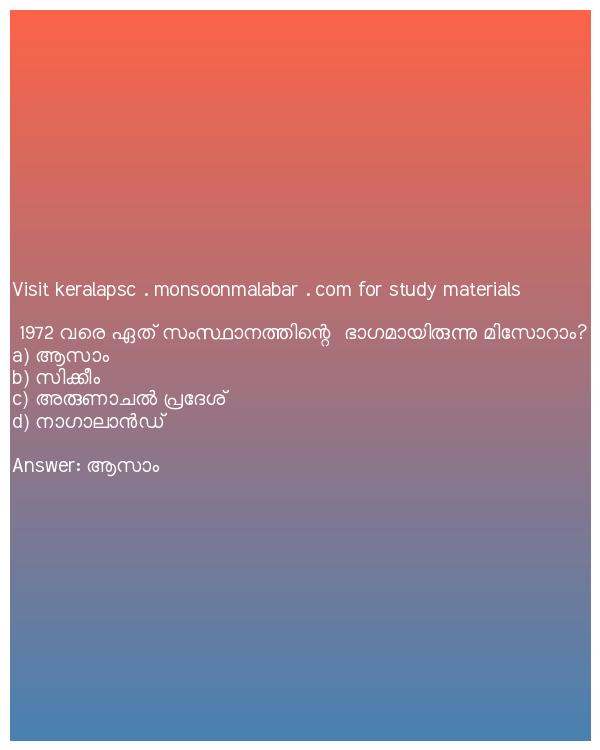 Visit keralapsc . monsoonmalabar . com for study materials
1972 വരെ ഏത് സംസ്ഥാനത്തിന്റെ ഭാഗമായിരുന്നു മിസോറാം?
a) ആസാം
b) സിക്കീം
c) അരുണാചൽ പ്രദേശ്
d) നാഗാലാൻഡ്
Answer: ആസാം